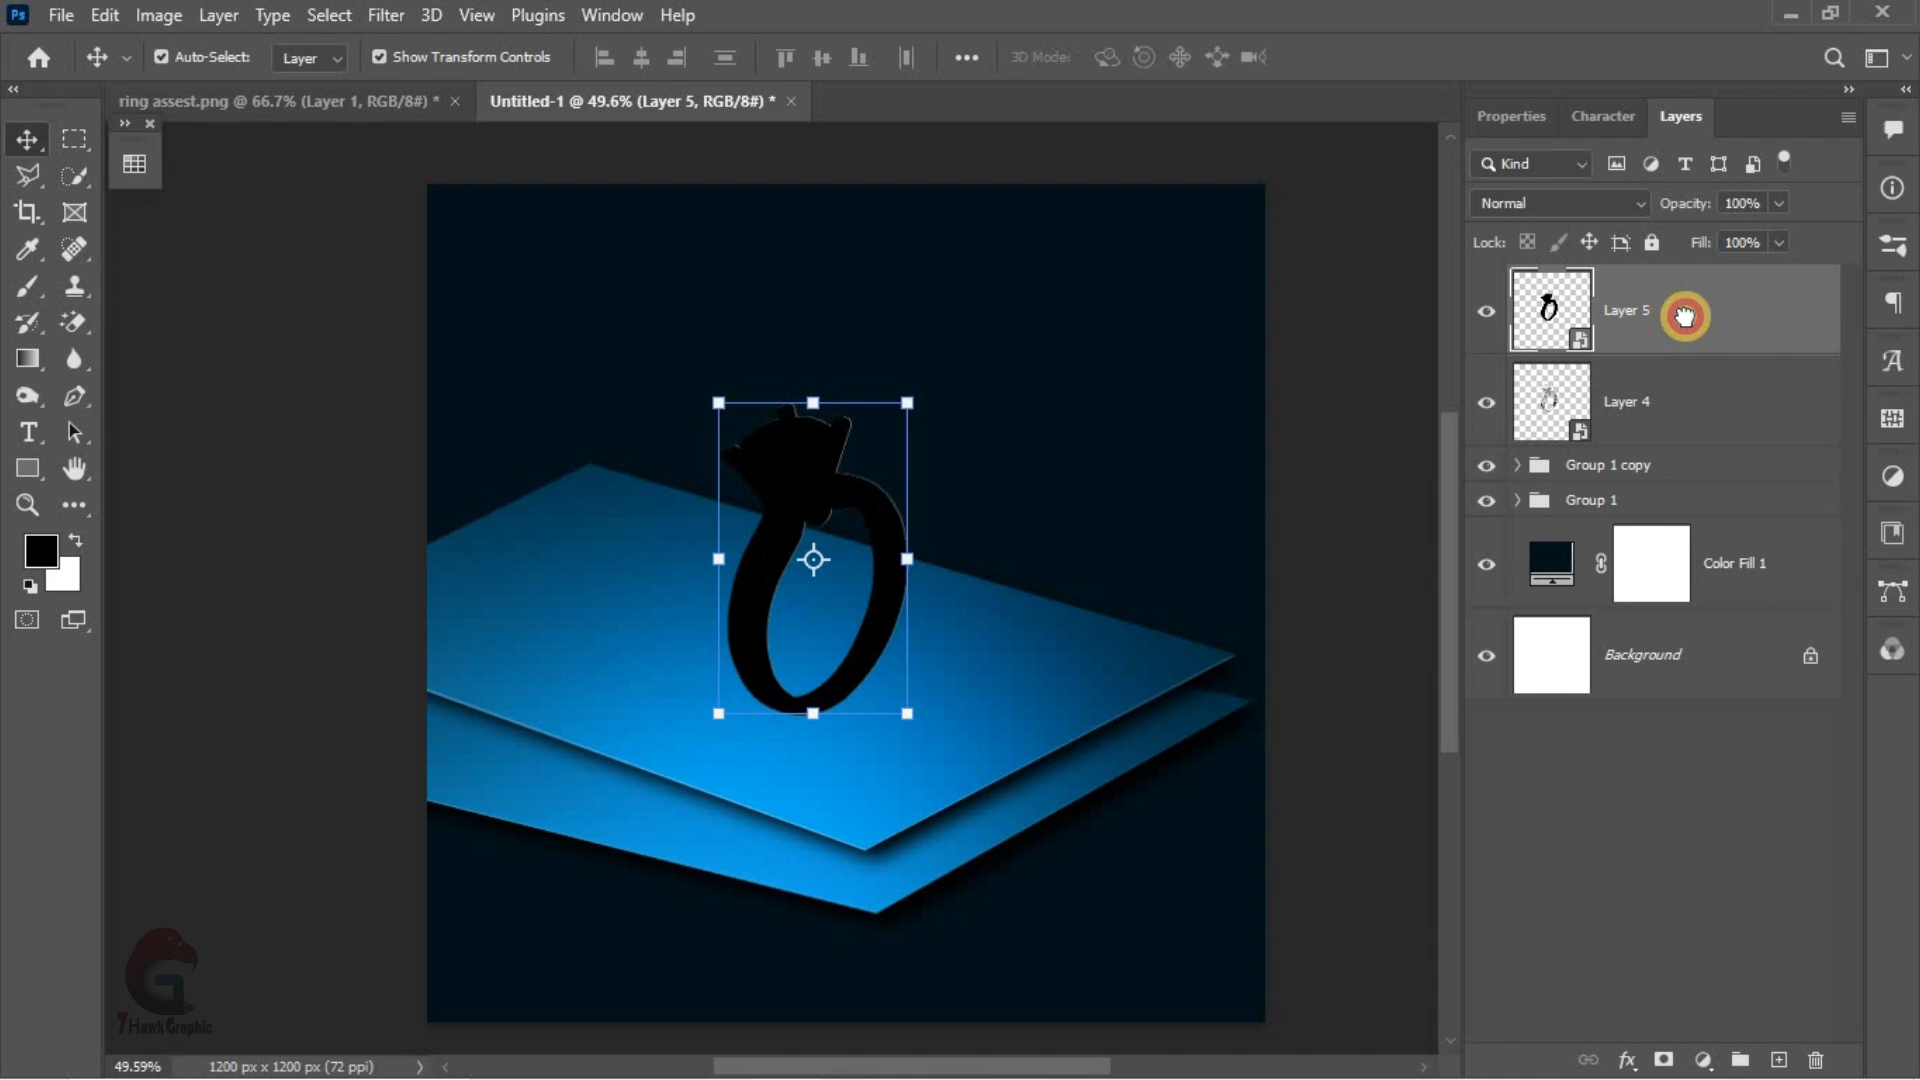 Ps File Edit Image Layer Type Select Filter 3D View Plugins Window Help
Auto-Select: Layer Show Transform Controls 3D Mode:
ring assest.png @ 66.7% (Layer 1, RGB/8#) * Untitled-1 @ 49.6% (Layer 5, RGB/8#) *
Properties Character Layers
Kind
Normal Opacity: 100%
Lock: Fill: 100%
Layer 5
Layer 4
Group 1 copy
Group 1
Color Fill 1
Background
7HawkGraphic
49.59% 1200 px x 1200 px (72 ppi)